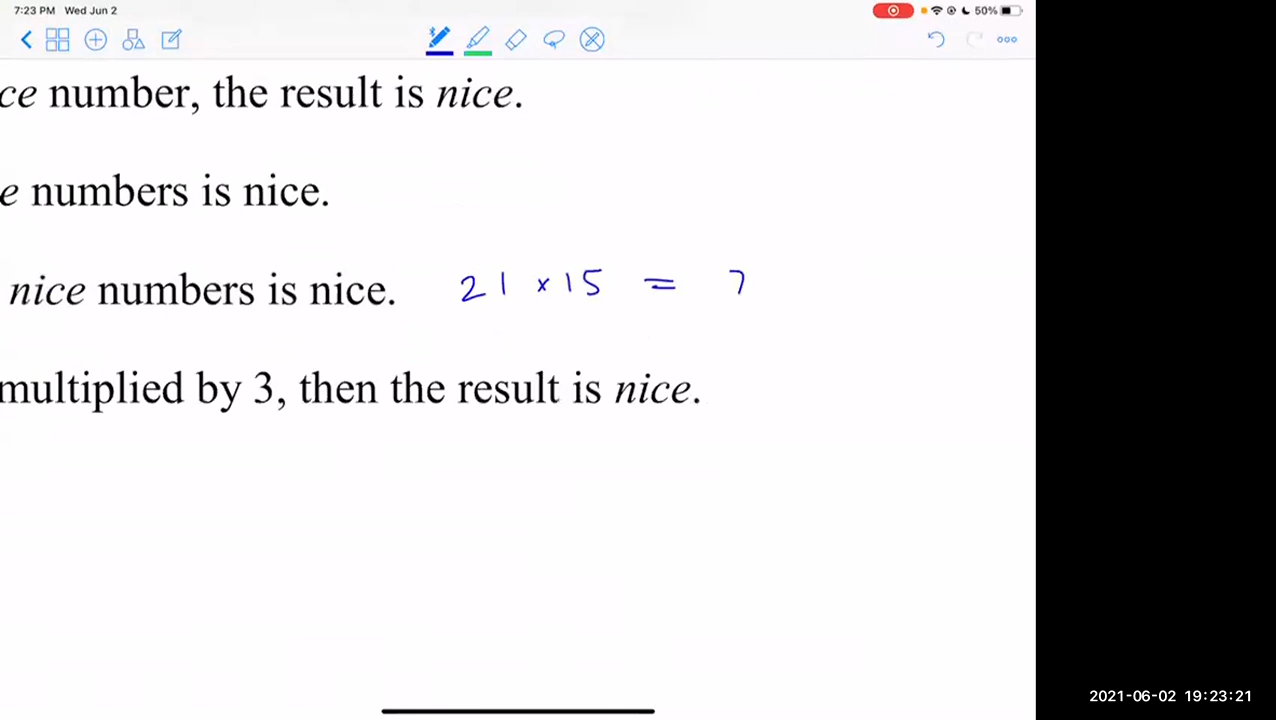 7:23 PM Wed Jun 2
50%
ce number, the result is nice.
e numbers is nice.
nice numbers is nice. 21 × 15 = 7
multiplied by 3, then the result is nice.
2021-06-02 19:23:21